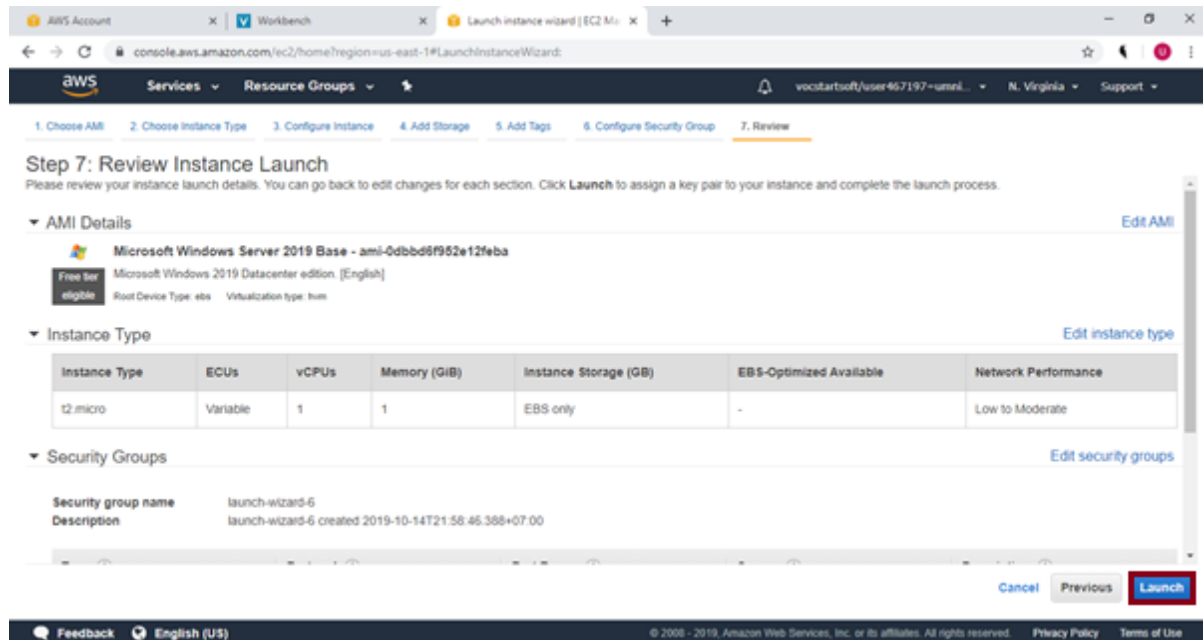 AWS Account
Workbench
Launch instance wizard | EC2 Ma
console.aws.amazon.com/ec2/home?region=us-east-1#LaunchInstanceWizard:
aws Services Resource Groups vocstartsoft/user467197=umni... N. Virginia Support
1. Choose AMI 2. Choose Instance Type 3. Configure Instance 4. Add Storage 5. Add Tags 6. Configure Security Group 7. Review
Step 7: Review Instance Launch
Please review your instance launch details. You can go back to edit changes for each section. Click Launch to assign a key pair to your instance and complete the launch process.
AMI Details Edit AMI
Microsoft Windows Server 2019 Base - ami-0dbbd6f952e12feba
Free tier eligible
Microsoft Windows 2019 Datacenter edition. [English]
Root Device Type: ebs Virtualization type: hvm
Instance Type Edit instance type
Instance Type ECUs vCPUs Memory (GiB) Instance Storage (GB) EBS-Optimized Available Network Performance
t2.micro Variable 1 1 EBS only - Low to Moderate
Security Groups Edit security groups
Security group name launch-wizard-6
Description launch-wizard-6 created 2019-10-14T21:58:46.388+07:00
Cancel Previous Launch
Feedback English (US) © 2008 - 2019, Amazon Web Services, Inc. or its affiliates. All rights reserved. Privacy Policy Terms of Use